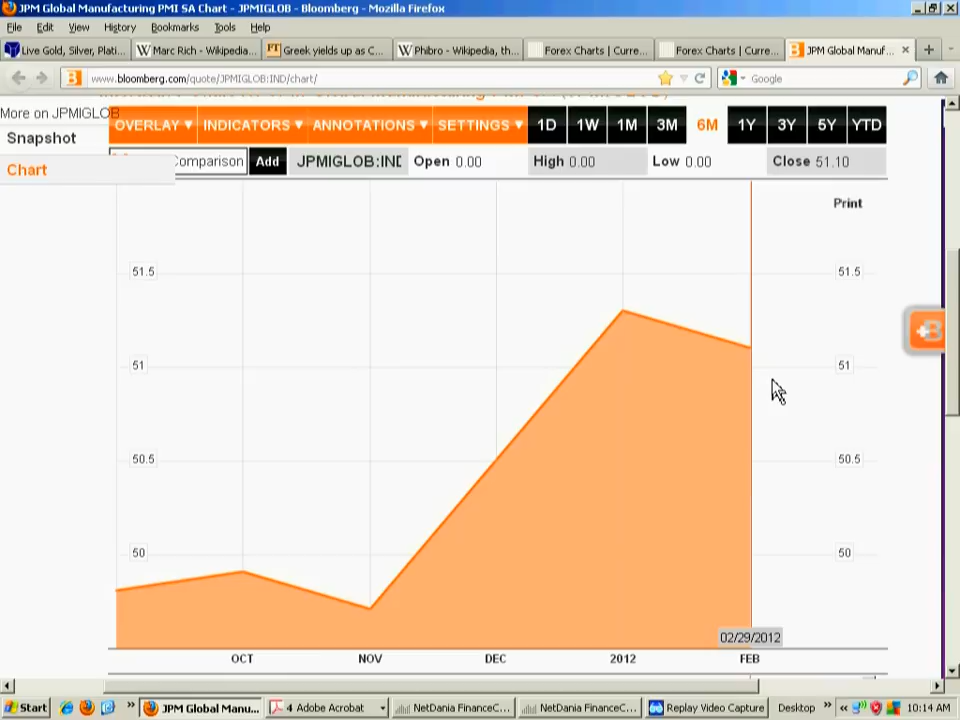 JPM Global Manufacturing PMI SA Chart - JPMIGLOB - Bloomberg - Mozilla Firefox
File Edit View History Bookmarks Tools Help
Live Gold, Silver, Plati... Marc Rich - Wikipedia... Greek yields up as C... Phibro - Wikipedia, th... Forex Charts | Curre... Forex Charts | Curre... JPM Global Manuf...
www.bloomberg.com/quote/JPMIGLOB:IND/chart/ Google
More on JPMIGLOB
Snapshot
Chart
OVERLAY INDICATORS ANNOTATIONS SETTINGS 1D 1W 1M 3M 6M 1Y 3Y 5Y YTD
Comparison Add JPMIGLOB:IND Open 0.00 High 0.00 Low 0.00 Close 51.10
Print
51.5 51.5
51 51
50.5 50.5
50 50
02/29/2012
OCT NOV DEC 2012 FEB
Start JPM Global Manu... 4 Adobe Acrobat NetDania FinanceC... NetDania FinanceC... Replay Video Capture Desktop 10:14 AM